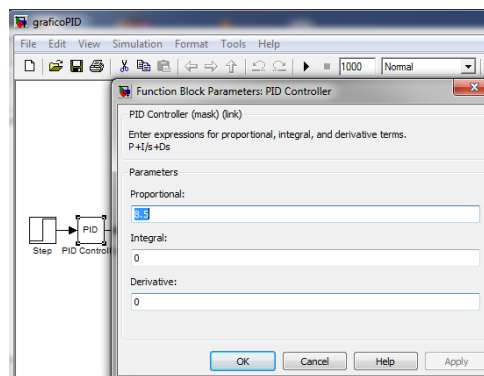 graficoPID
File Edit View Simulation Format Tools Help
1000 Normal
Function Block Parameters: PID Controller
PID Controller (mask) (link)
Enter expressions for proportional, integral, and derivative terms.
P+I/s+Ds
Parameters
Proportional:
8.5
Integral:
0
Derivative:
0
PID
Step PID Control
OK Cancel Help Apply